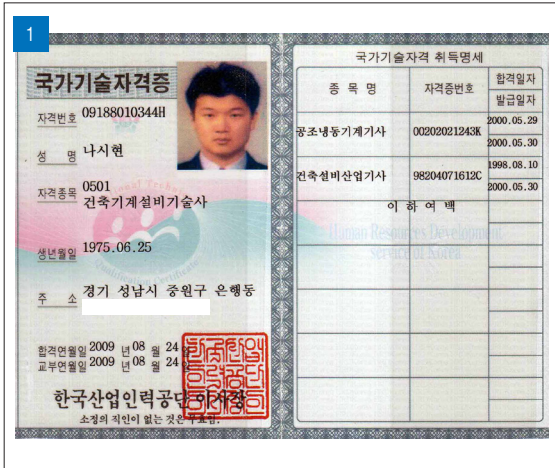 1
국가기술자격증
자격번호 09188010344H
성 명 나시현
자격종목 0501
건축기계설비기술사
생년월일 1975.06.25
주 소 경기 성남시 중원구 은행동
합격연월일 2009 년 08 월 24 일
교부연월일 2009 년 08 월 24 일
한국산업인력공단 이사장
소정의 직인이 없는 것은 무효임.
국가기술자격 취득명세
종 목 명 자격증번호 합격일자
발급일자
공조냉동기계기사 00202021243K 2000.05.29
2000.05.30
건축설비산업기사 98204071612C 1998.08.10
2000.05.30
이 하 여 백
Human Resources Development
service of Korea